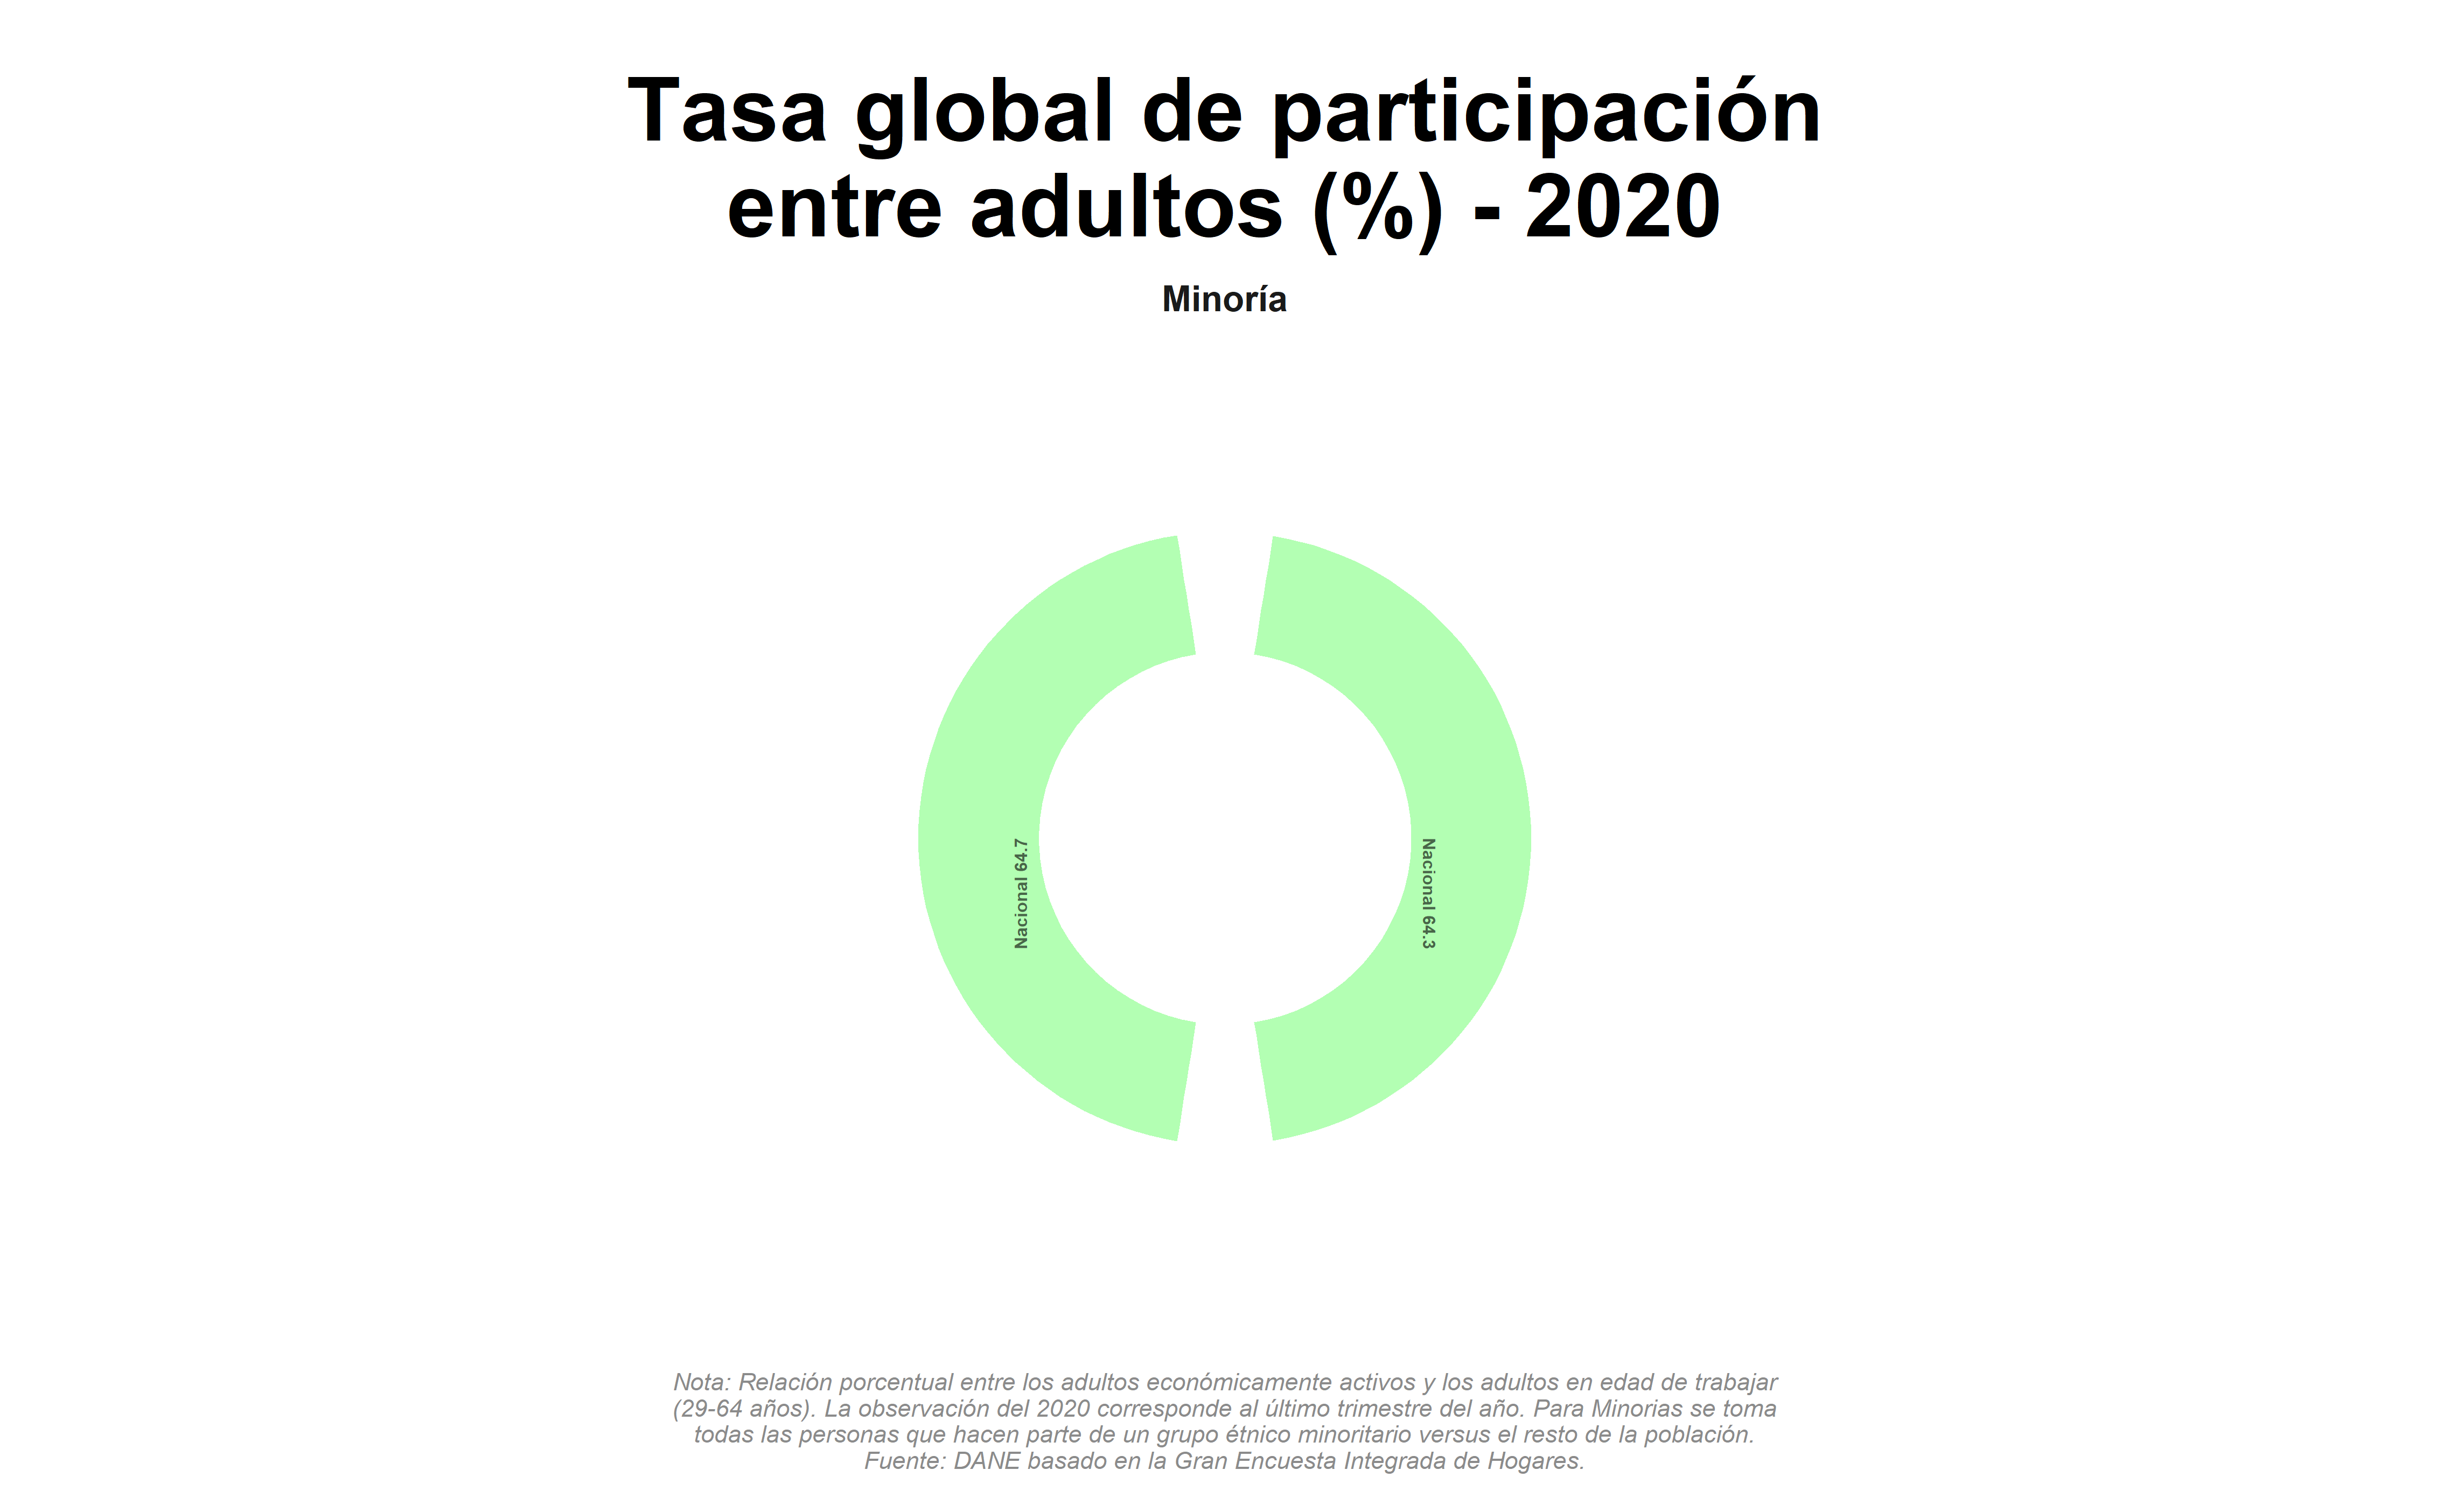 Tasa global de participación
entre adultos (%) - 2020
Minoría
Nacional 64.7
Nacional 64.3
Nota: Relación porcentual entre los adultos económicamente activos y los adultos en edad de trabajar
(29-64 años). La observación del 2020 corresponde al último trimestre del año. Para Minorias se toma
todas las personas que hacen parte de un grupo étnico minoritario versus el resto de la población.
Fuente: DANE basado en la Gran Encuesta Integrada de Hogares.